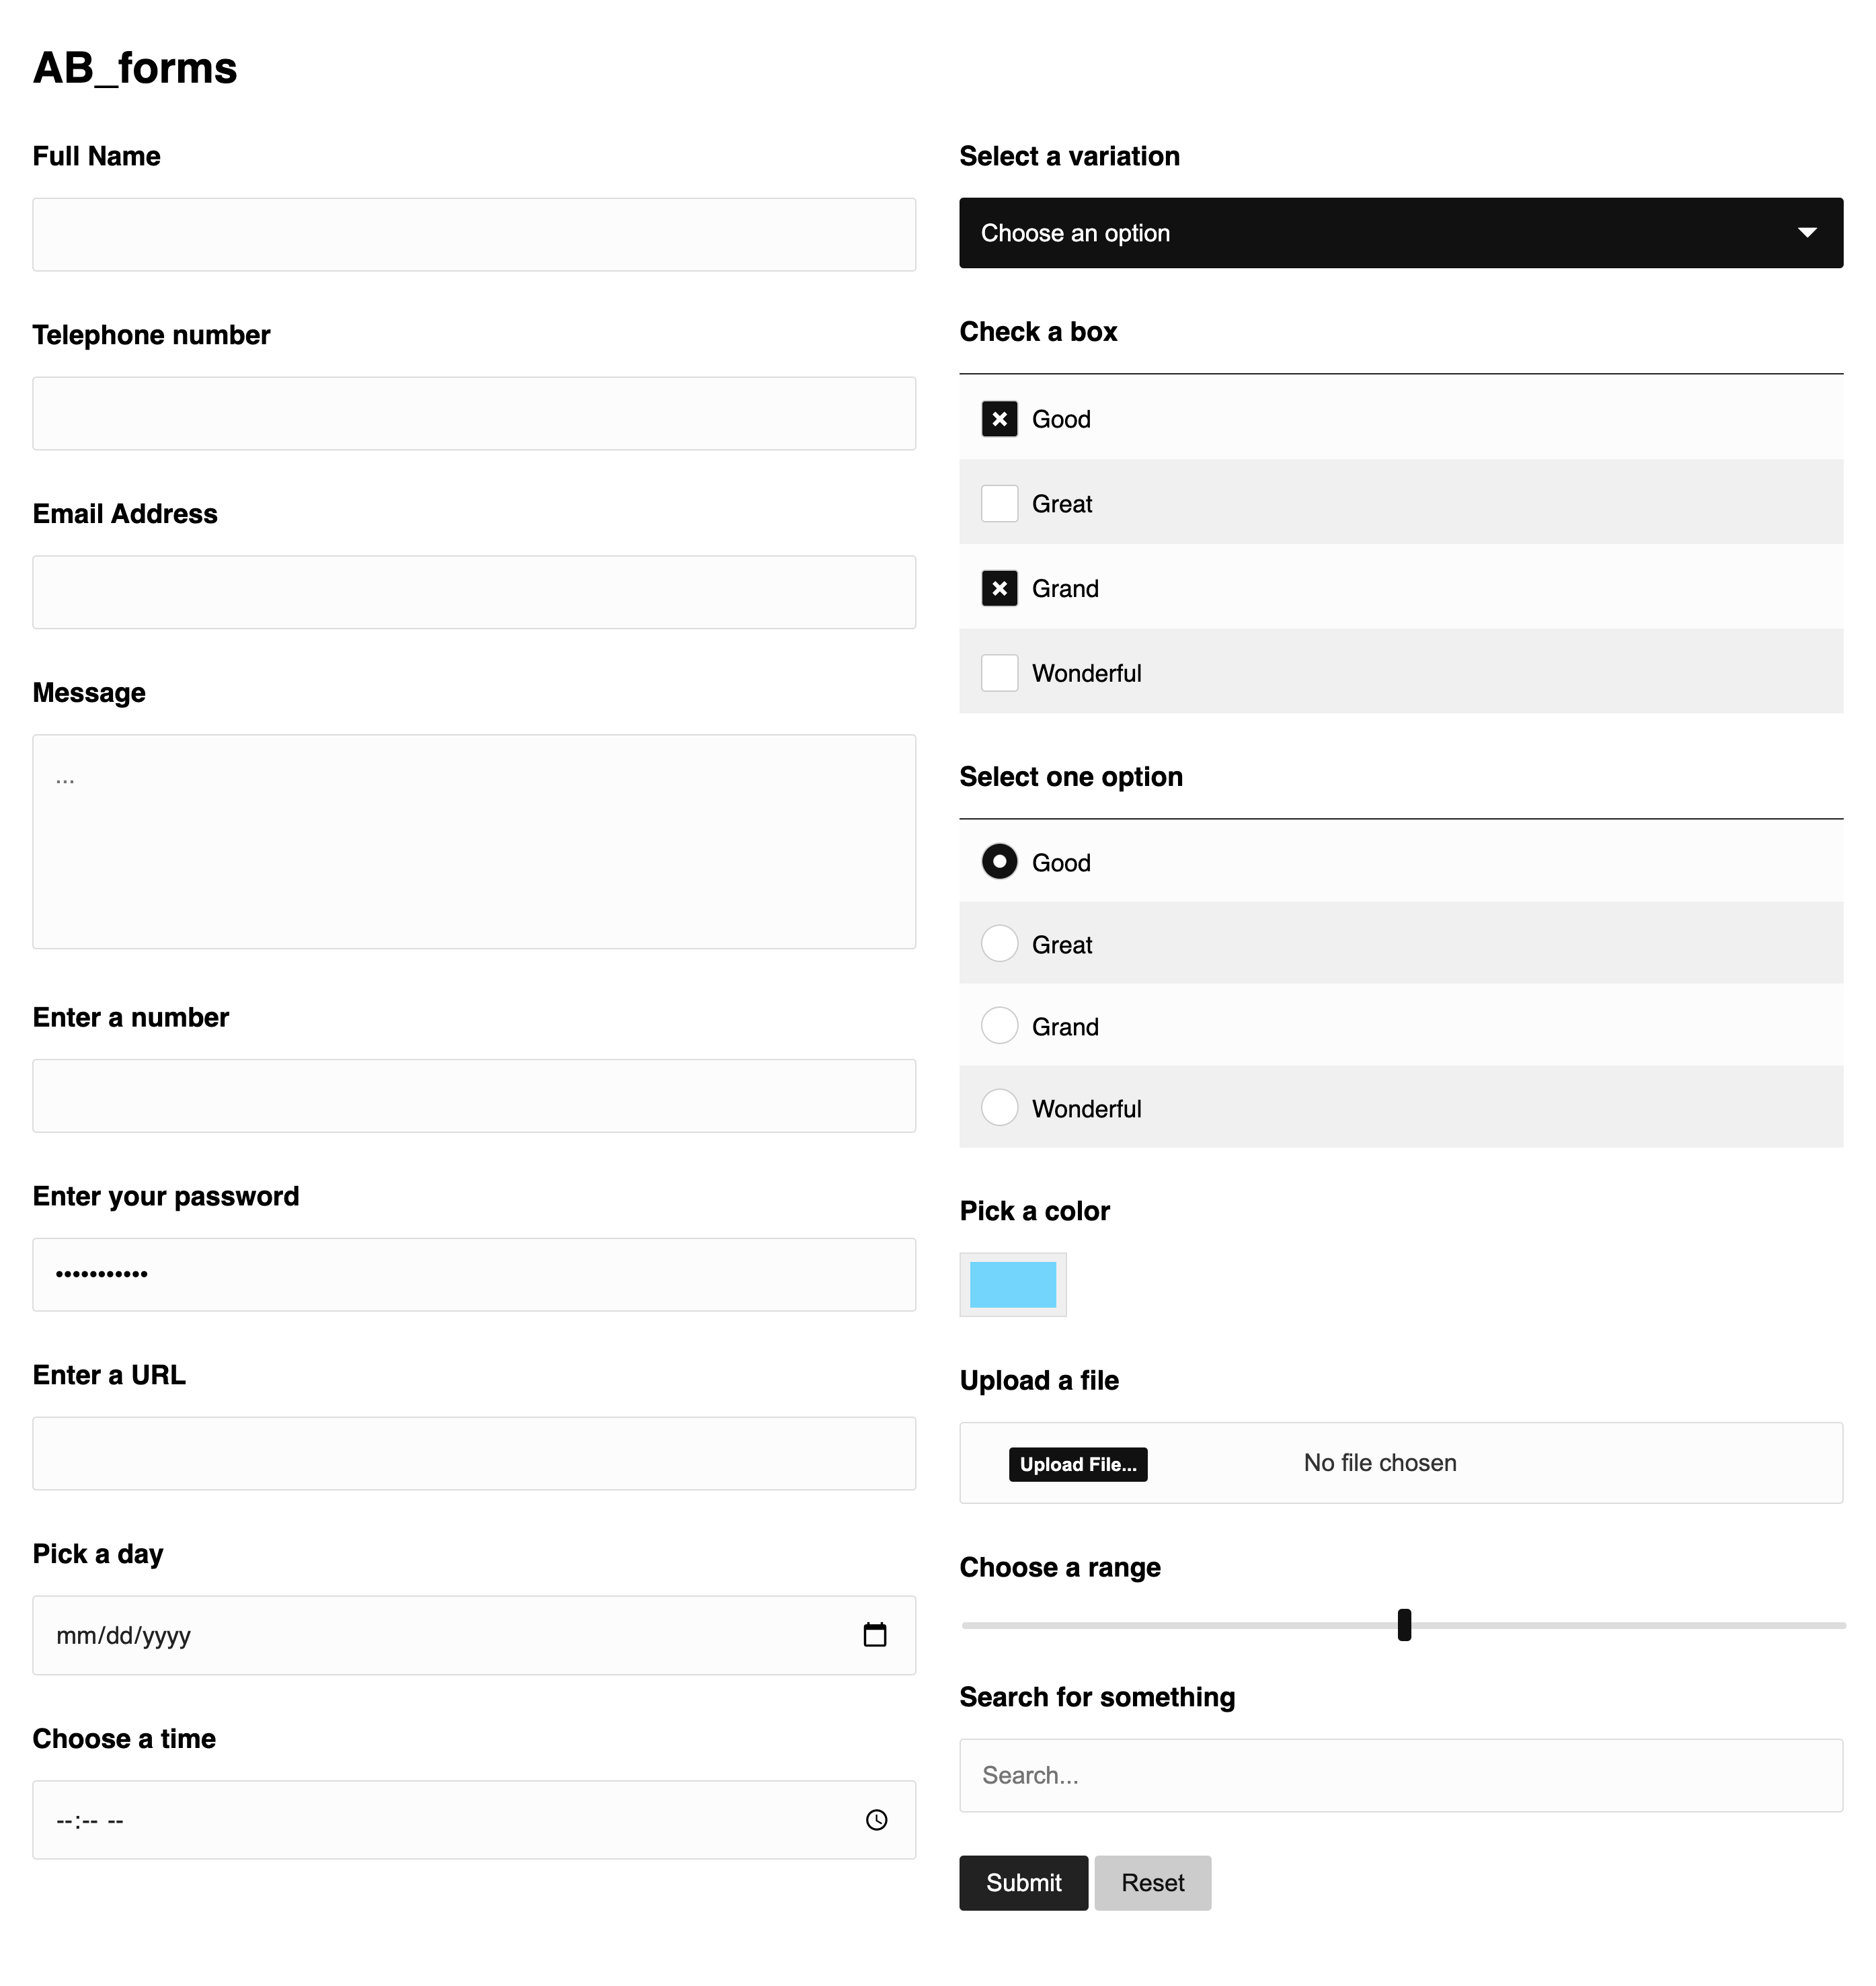 AB_forms
Full Name
Telephone number
Email Address
Message
...
Enter a number
Enter your password
•••••••••••
Enter a URL
Pick a day
mm/dd/yyyy
Choose a time
--:-- --
Select a variation
Choose an option
Check a box
Good
Great
Grand
Wonderful
Select one option
Good
Great
Grand
Wonderful
Pick a color
Upload a file
Upload File... No file chosen
Choose a range
Search for something
Search...
Submit Reset